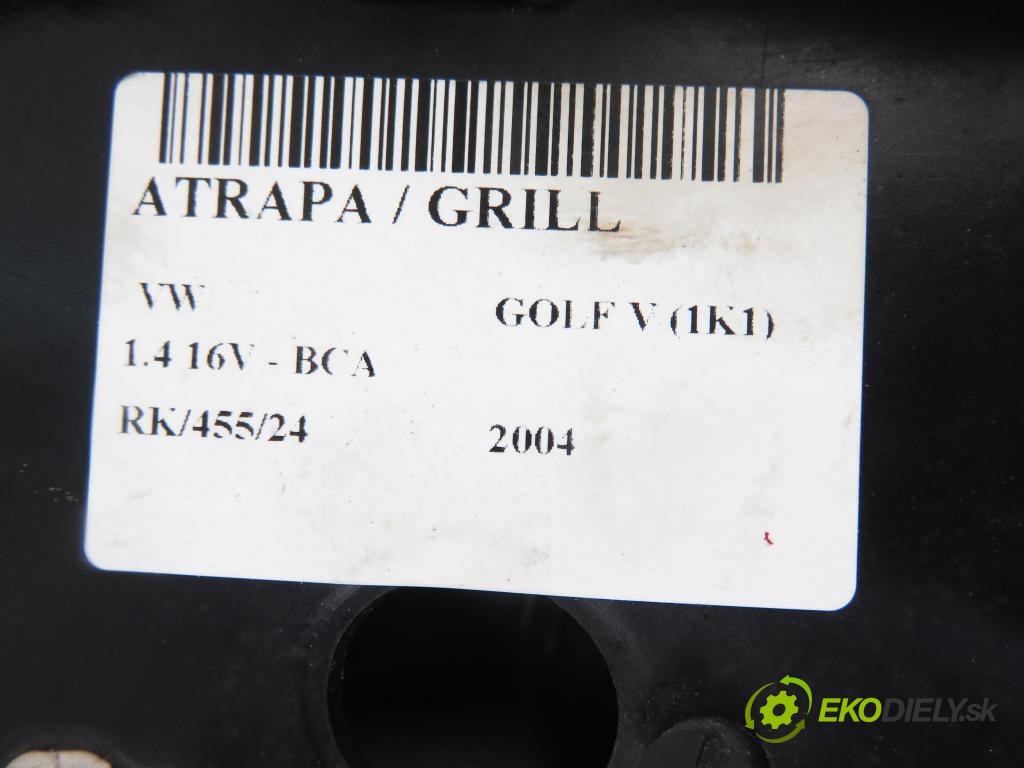 ATRAPA / GRILL
VW GOLF V (1K1)
1.4 16V - BCA
RK/455/24 2004
EKODIELY.sk